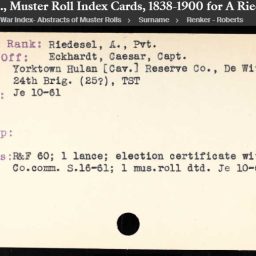 ., Muster Roll Index Cards, 1838-1900 for A Rie
War Index- Abstracts of Muster Rolls › Surname › Renker - Roberts
Rank: Riedesel, A., Pvt.
Off: Eckhardt, Caesar, Capt.
Yorktown Hulan [Cav.] Reserve Co., De Wi
24th Brig. (25?), TST
: Je 10-61
p:
s:R&F 60; 1 lance; election certificate wi
Co.comm. S.16-61; 1 mus.roll dtd. Je 10-